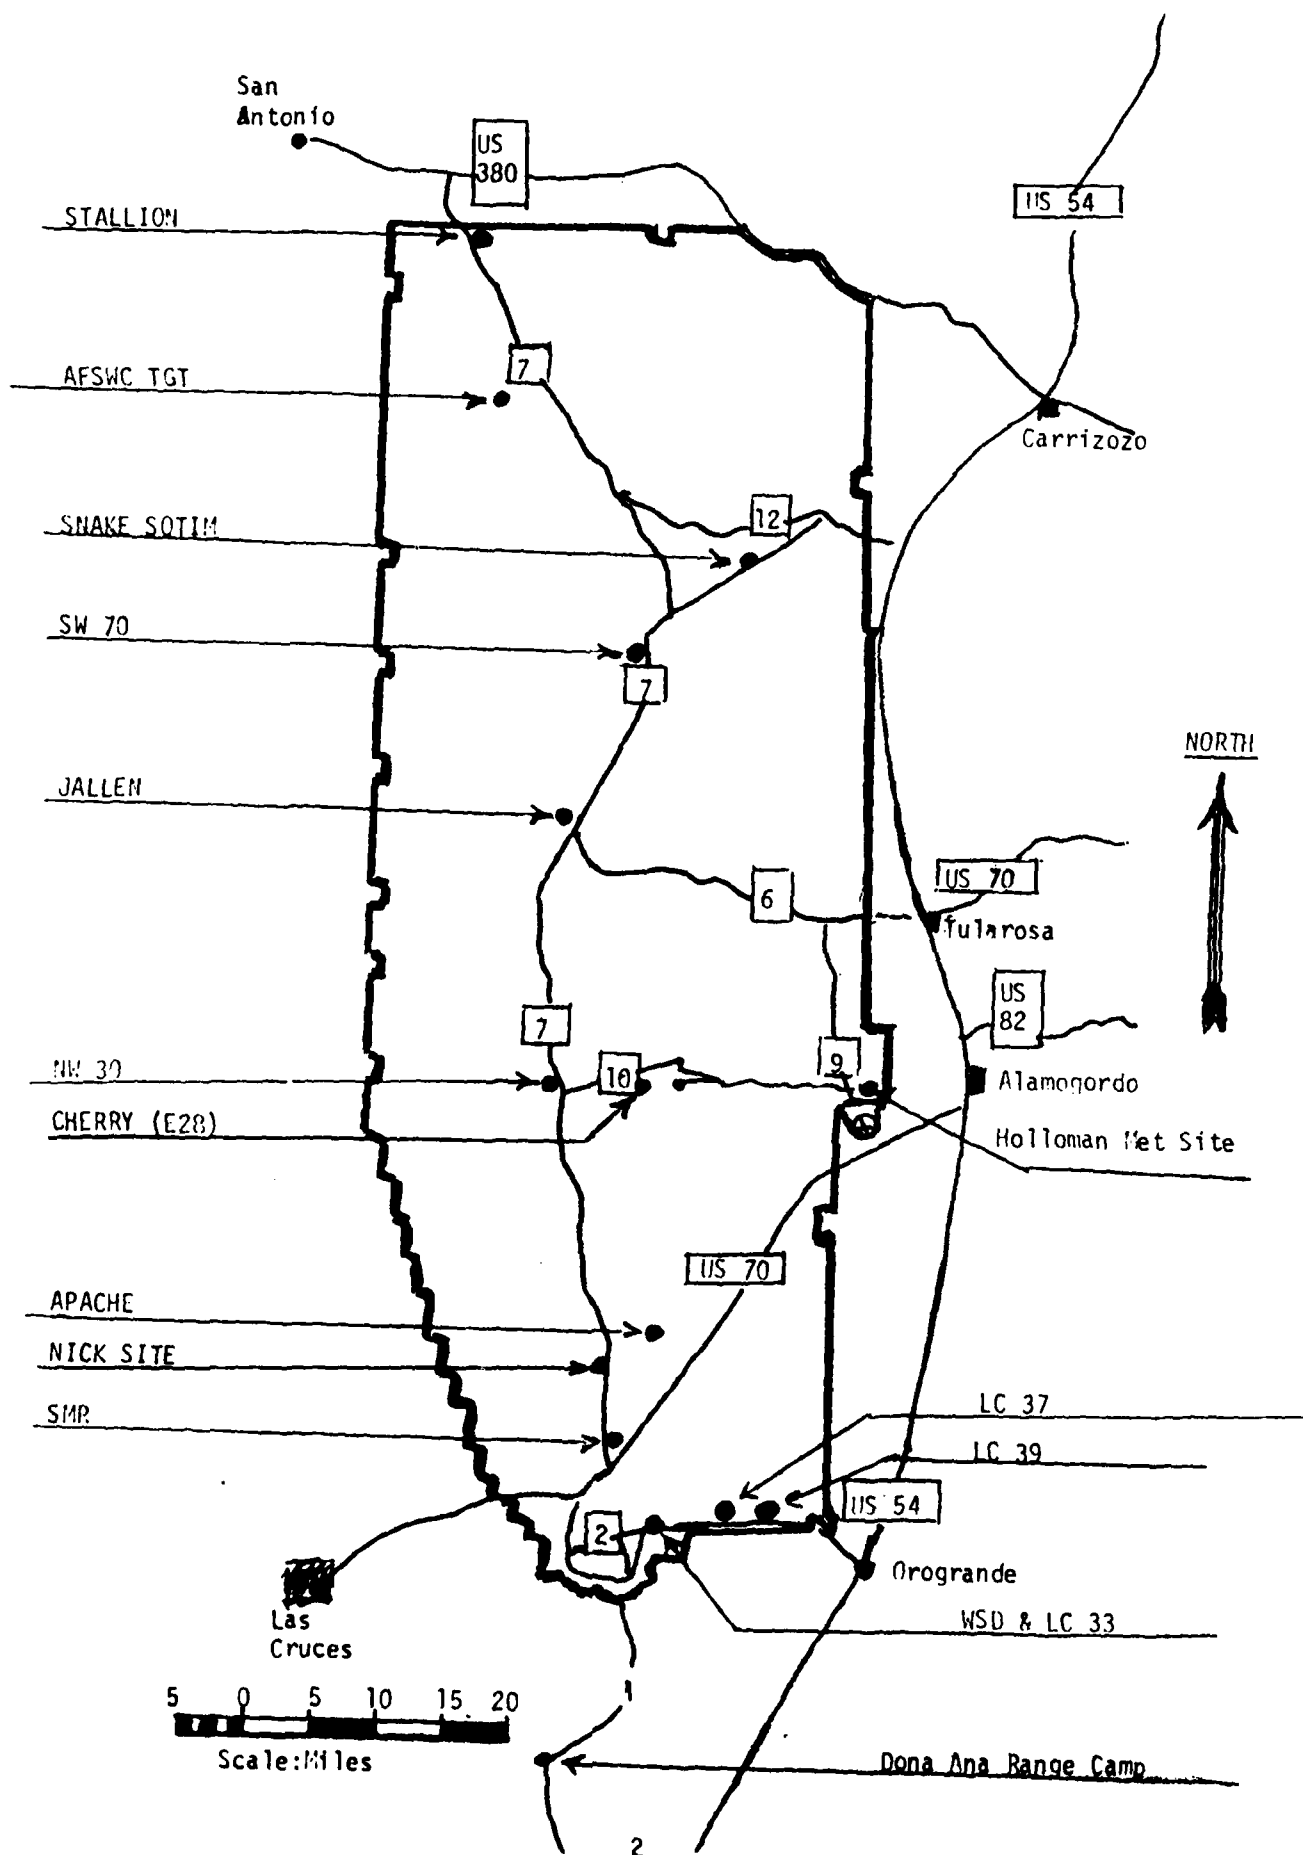 San
Antonio
US
380
US 54
STALLION
7
AFSWC TGT
Carrizozo
12
SNAKE SOTIM
SW 70
7
NORTH
JALLEN
US 70
6
Tularosa
US
82
7
9
NW 30
10
Alamogordo
CHERRY (E28)
Holloman Met Site
US 70
APACHE
NICK SITE
SMR
LC 37
LC 39
US 54
2
Orogrande
Las
Cruces
WSD & LC 33
1
5 0 5 10 15 20
Scale:Miles
Dona Ana Range Camp
2